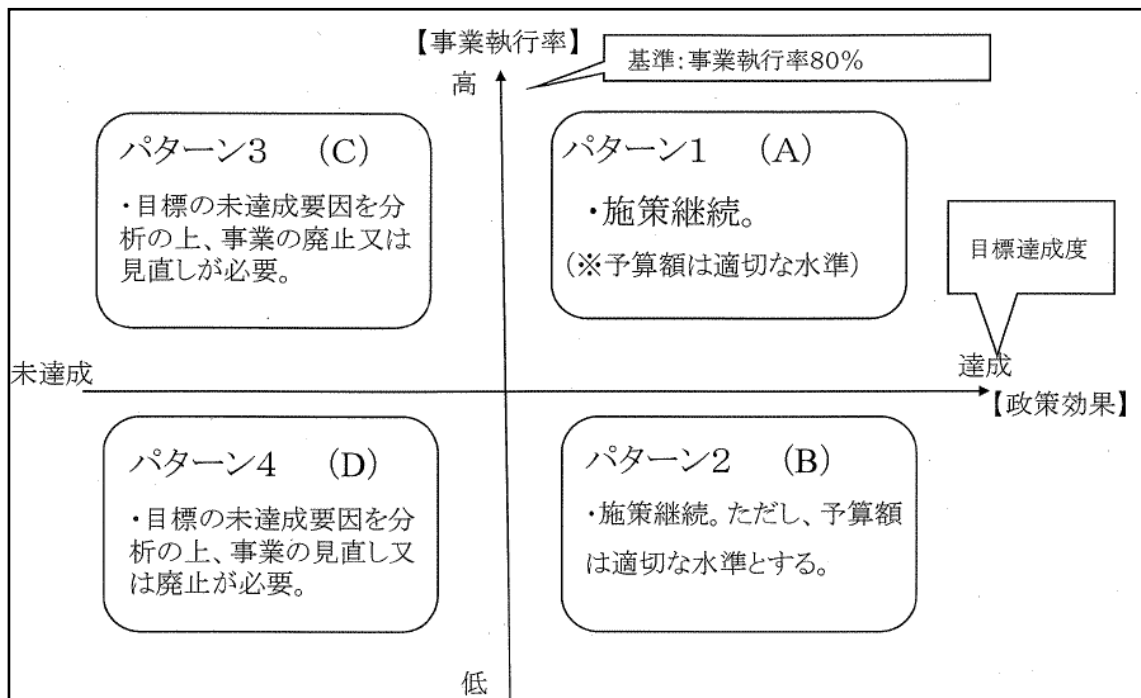 【事業執行率】
高
基準:事業執行率80%
パターン3 (C)
・目標の未達成要因を分
析の上、事業の廃止又は
見直しが必要。
パターン1 (A)
・施策継続。
(※予算額は適切な水準)
目標達成度
未達成
達成
【政策効果】
パターン4 (D)
・目標の未達成要因を分
析の上、事業の見直し又
は廃止が必要。
パターン2 (B)
・施策継続。ただし、予算額
は適切な水準とする。
低